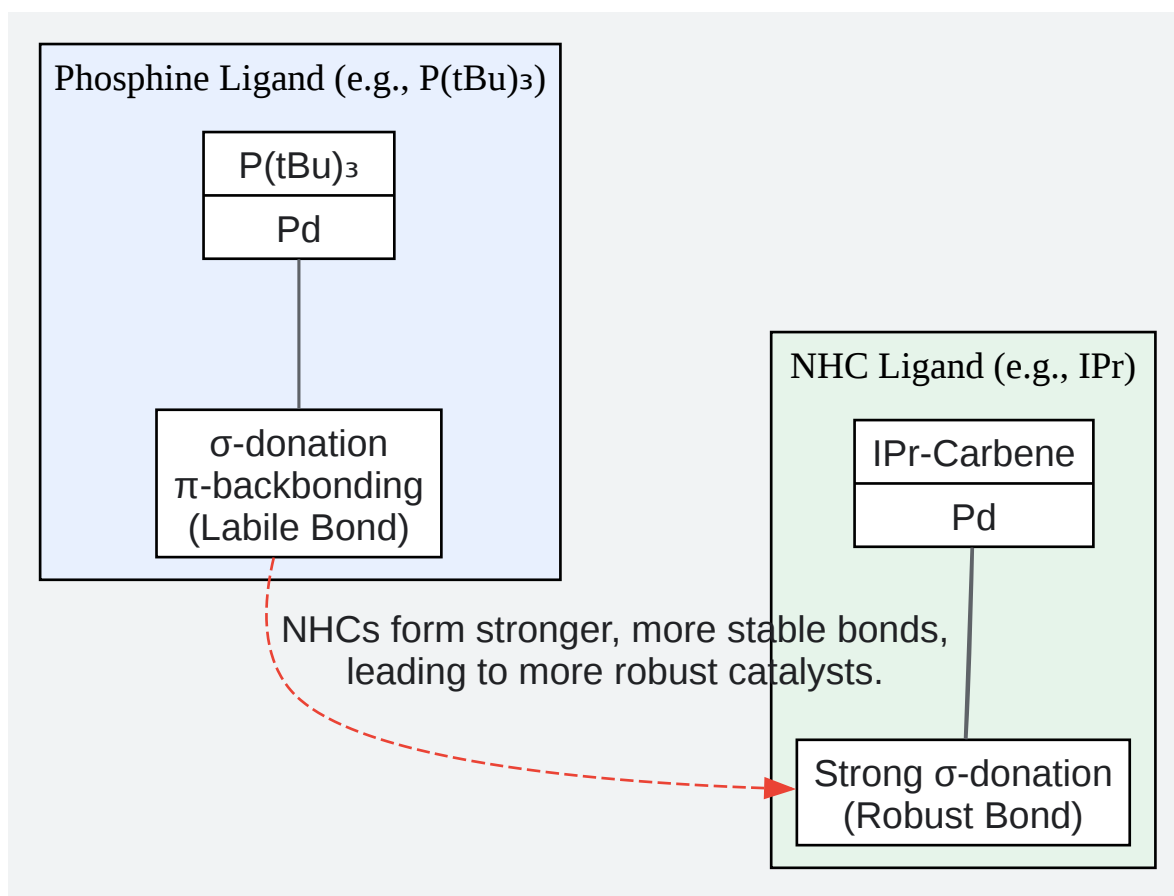 Phosphine Ligand (e.g., P(tBu)₃)
P(tBu)₃
Pd
σ-donation
π-backbonding
(Labile Bond)
NHCs form stronger, more stable bonds,
leading to more robust catalysts.
NHC Ligand (e.g., IPr)
IPr-Carbene
Pd
Strong σ-donation
(Robust Bond)